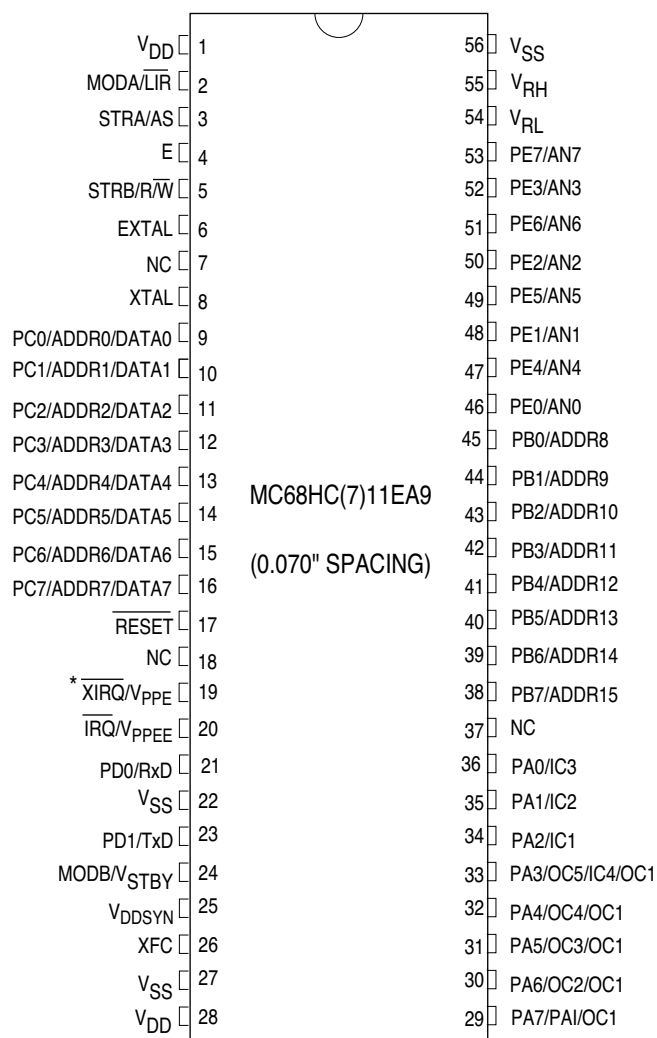 VDD 1
MODA/LIR 2
STRA/AS 3
E 4
STRB/R/W 5
EXTAL 6
NC 7
XTAL 8
PC0/ADDR0/DATA0 9
PC1/ADDR1/DATA1 10
PC2/ADDR2/DATA2 11
PC3/ADDR3/DATA3 12
PC4/ADDR4/DATA4 13
PC5/ADDR5/DATA5 14
PC6/ADDR6/DATA6 15
PC7/ADDR7/DATA7 16
RESET 17
NC 18
* XIRQ/VPPE 19
IRQ/VPPEE 20
PD0/RxD 21
VSS 22
PD1/TxD 23
MODB/VSTBY 24
VDDSYN 25
XFC 26
VSS 27
VDD 28
MC68HC(7)11EA9
(0.070" SPACING)
56 VSS
55 VRH
54 VRL
53 PE7/AN7
52 PE3/AN3
51 PE6/AN6
50 PE2/AN2
49 PE5/AN5
48 PE1/AN1
47 PE4/AN4
46 PE0/AN0
45 PB0/ADDR8
44 PB1/ADDR9
43 PB2/ADDR10
42 PB3/ADDR11
41 PB4/ADDR12
40 PB5/ADDR13
39 PB6/ADDR14
38 PB7/ADDR15
37 NC
36 PA0/IC3
35 PA1/IC2
34 PA2/IC1
33 PA3/OC5/IC4/OC1
32 PA4/OC4/OC1
31 PA5/OC3/OC1
30 PA6/OC2/OC1
29 PA7/PAI/OC1